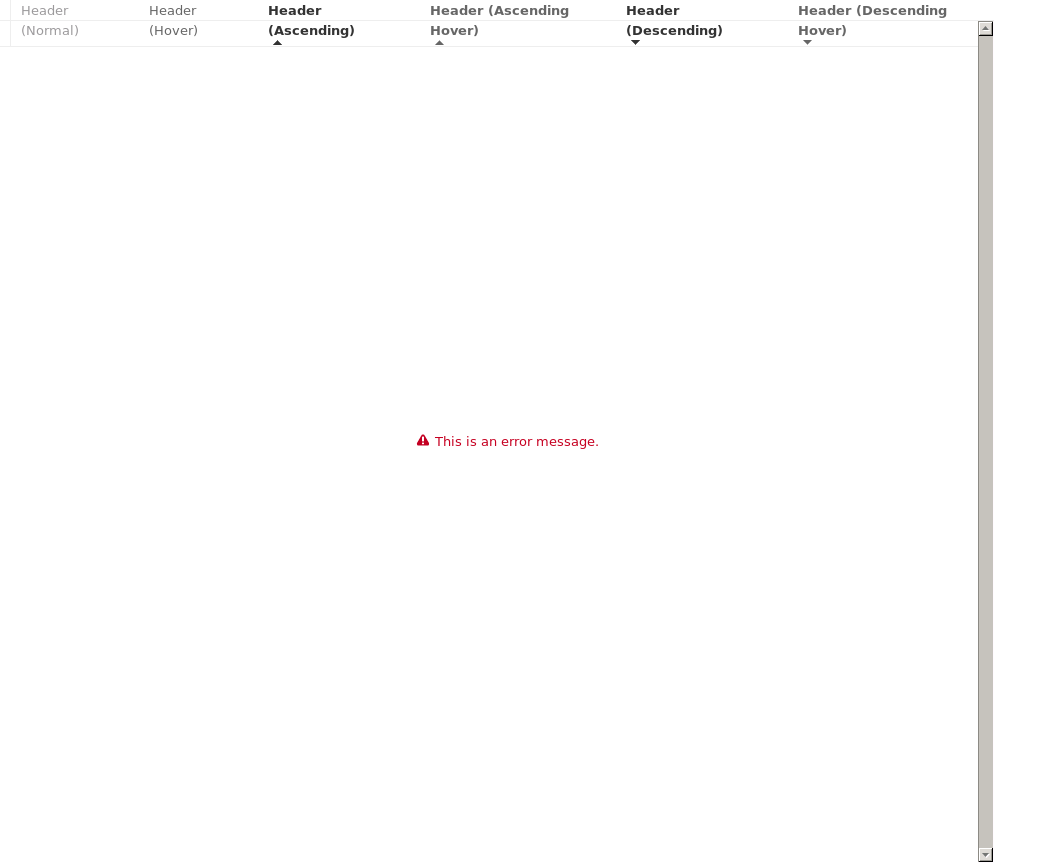 Header (Normal)
Header (Hover)
Header (Ascending)
Header (Ascending Hover)
Header (Descending)
Header (Descending Hover)
This is an error message.